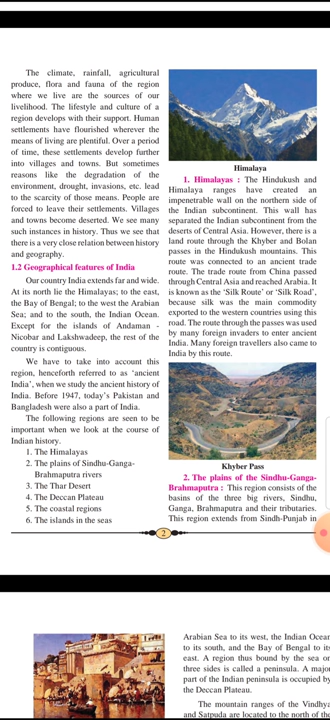 The climate, rainfall, agricultural
produce, flora and fauna of the region
where we live are the sources of our
livelihood. The lifestyle and culture of a
region develops with their support. Human
settlements have flourished wherever the
means of living are plentiful. Over a period
of time, these settlements develop further
into villages and towns. But sometimes
reasons like the degradation of the
environment, drought, invasions, etc. lead
to the scarcity of those means. People are
forced to leave their settlements. Villages
and towns become deserted. We see many
such instances in history. Thus we see that
there is a very close relation between history
and geography.
1.2 Geographical features of India
Our country India extends far and wide.
At its north lie the Himalayas; to the east,
the Bay of Bengal; to the west the Arabian
Sea; and to the south, the Indian Ocean.
Except for the islands of Andaman -
Nicobar and Lakshwadeep, the rest of the
country is contiguous.
We have to take into account this
region, henceforth referred to as ‘ancient
India’, when we study the ancient history of
India. Before 1947, today’s Pakistan and
Bangladesh were also a part of India.
The following regions are seen to be
important when we look at the course of
Indian history.
1. The Himalayas
2. The plains of Sindhu-Ganga-
Brahmaputra rivers
3. The Thar Desert
4. The Deccan Plateau
5. The coastal regions
6. The islands in the seas
Himalaya
1. Himalayas : The Hindukush and
Himalaya ranges have created an
impenetrable wall on the northern side of
the Indian subcontinent. This wall has
separated the Indian subcontinent from the
deserts of Central Asia. However, there is a
land route through the Khyber and Bolan
passes in the Hindukush mountains. This
route was connected to an ancient trade
route. The trade route from China passed
through Central Asia and reached Arabia. It
is known as the ‘Silk Route’ or ‘Silk Road’,
because silk was the main commodity
exported to the western countries using this
road. The route through the passes was used
by many foreign invaders to enter ancient
India. Many foreign travellers also came to
India by this route.
Khyber Pass
2. The plains of the Sindhu-Ganga-
Brahmaputra : This region consists of the
basins of the three big rivers, Sindhu,
Ganga, Brahmaputra and their tributaries.
This region extends from Sindh-Punjab in
2
Arabian Sea to its west, the Indian Ocean
to its south, and the Bay of Bengal to its
east. A region thus bound by the sea on
three sides is called a peninsula. A major
part of the Indian peninsula is occupied by
the Deccan Plateau.
The mountain ranges of the Vindhya
and Satpuda are located to the north of the